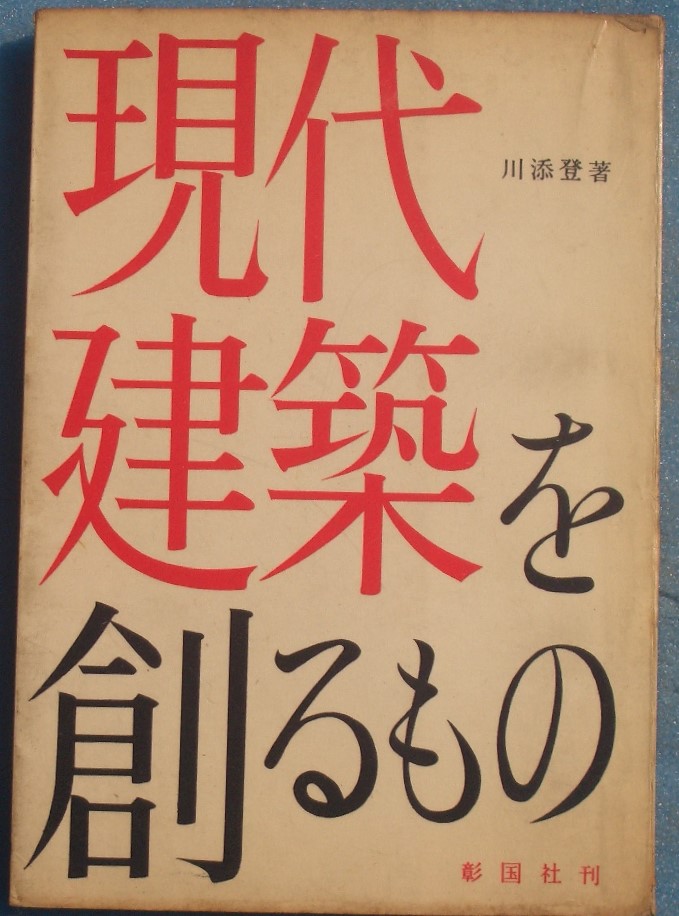 現代
川添登著
建築を
創るもの
彰国社刊